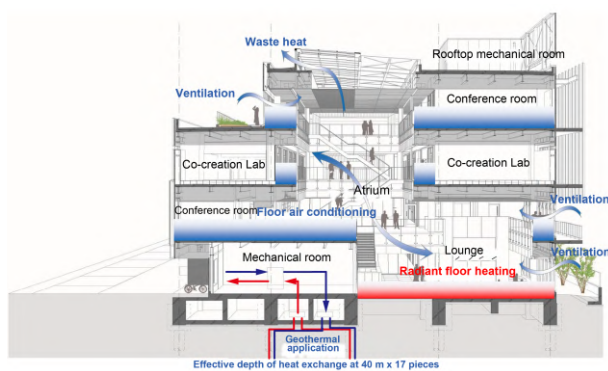 Waste heat
Rooftop mechanical room
Ventilation
Conference room
Co-creation Lab
Co-creation Lab
Atrium
Ventilation
Conference room
Floor air conditioning
Mechanical room
Lounge
Ventilation
Radiant floor heating
Geothermal
application
Effective depth of heat exchange at 40 m x 17 pieces